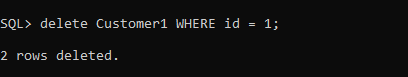 SQL> delete Customer1 WHERE id = 1;
2 rows deleted.